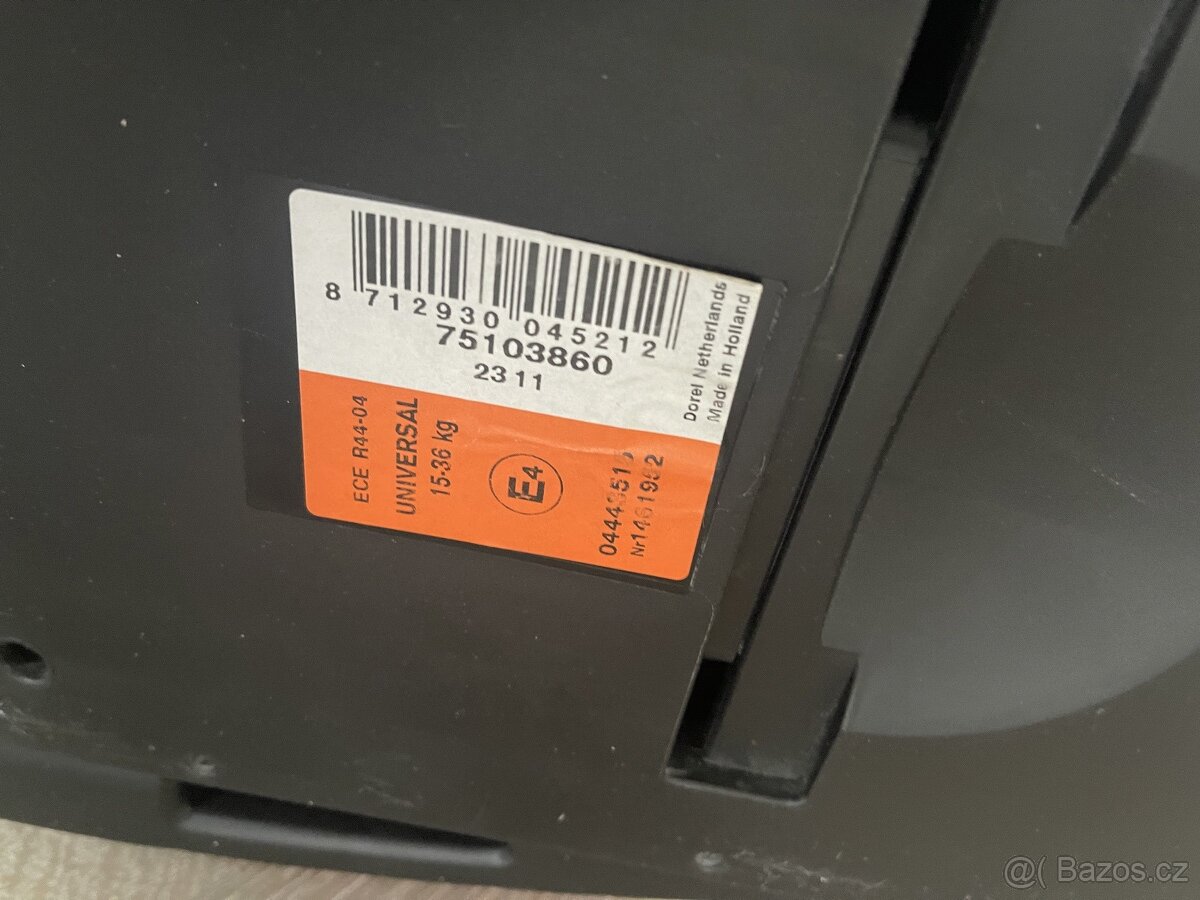 8 712930 045212
75103860
23 11
Dorel Netherlands
Made in Holland
ECE R44-04
UNIVERSAL
15-36 kg
E4
@( Bazos.cz